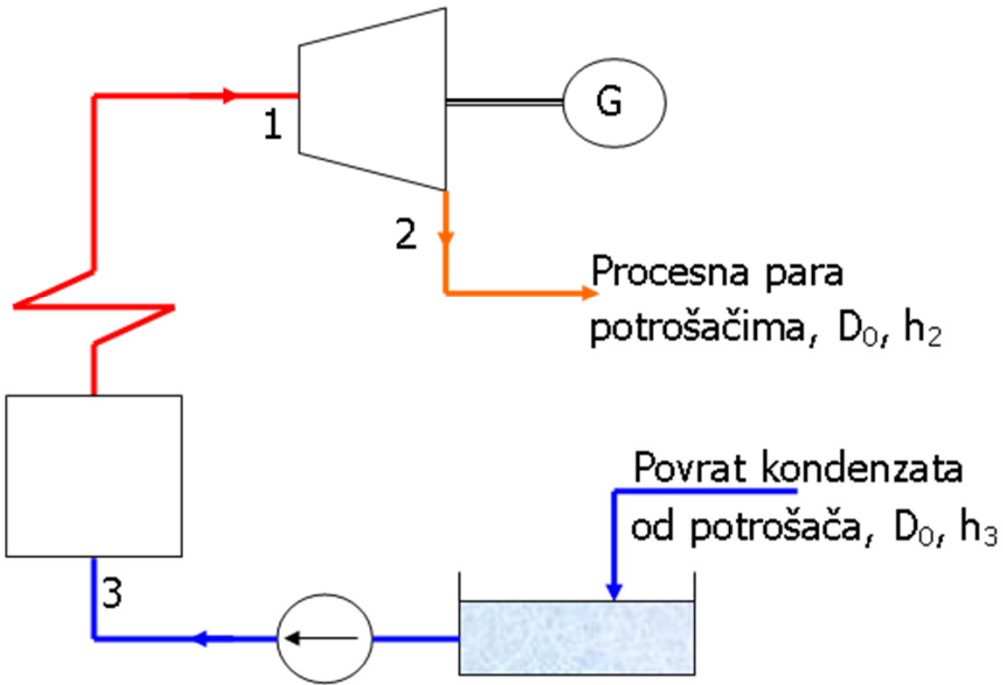 1
G
2
Procesna para
potrošačima, D₀, h₂
Povrat kondenzata
od potrošača, D₀, h₃
3